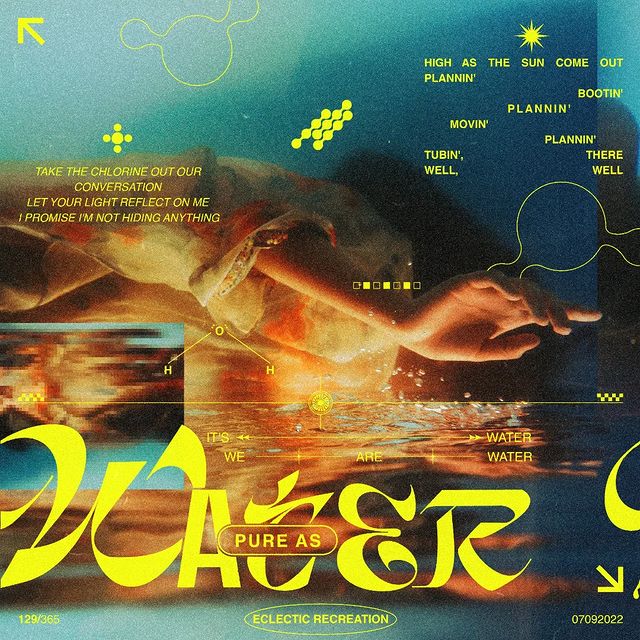 HIGH AS THE SUN COME OUT
PLANNIN'
BOOTIN'
PLANNIN'
MOVIN'
PLANNIN'
TUBIN', THERE
WELL, WELL
TAKE THE CHLORINE OUT OUR
CONVERSATION
LET YOUR LIGHT REFLECT ON ME
I PROMISE I'M NOT HIDING ANYTHING
O
H H
IT'S WATER
WE ARE WATER
WATER
PURE AS
129/365
ECLECTIC RECREATION
07092022